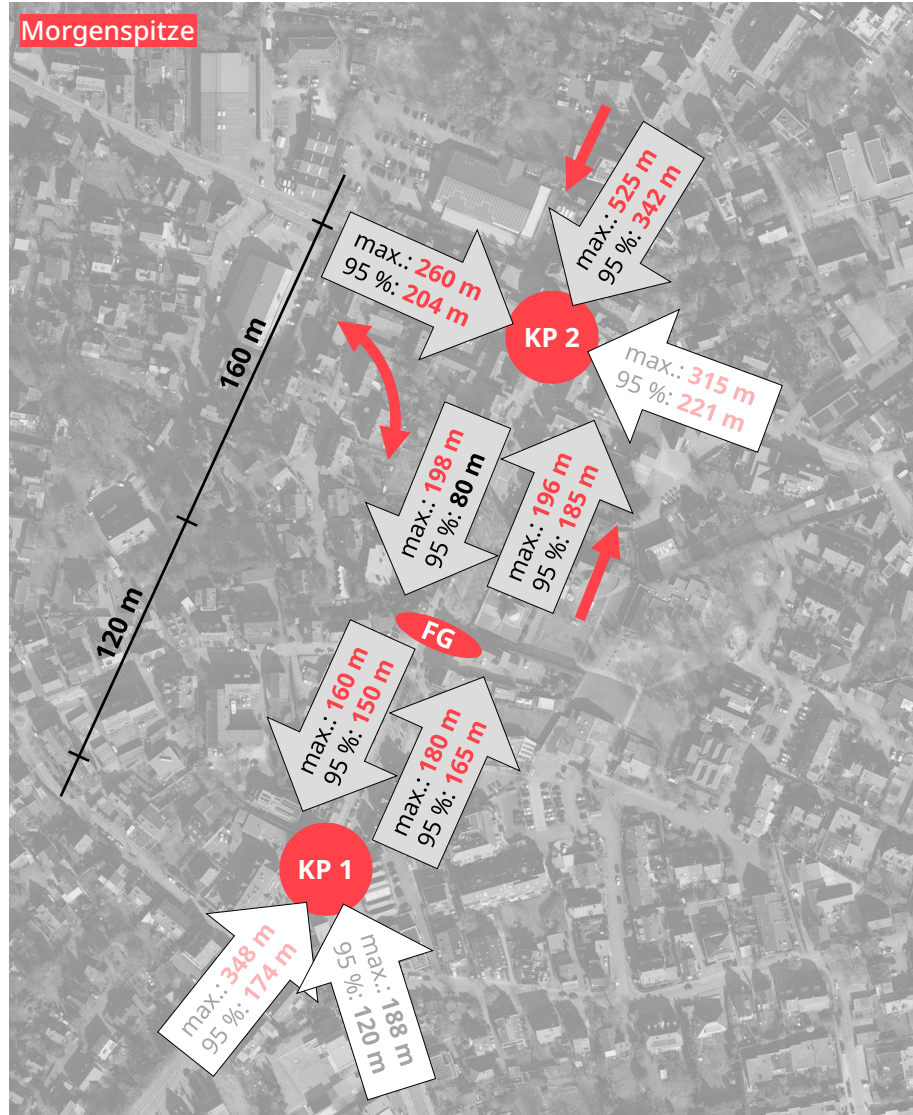 Morgenspitze
max.: 525 m
95 %: 342 m
max.: 260 m
95 %: 204 m
KP 2
max.: 315 m
95 %: 221 m
160 m
max.: 198 m
95 %: 80 m
max.: 196 m
95 %: 185 m
120 m
FG
max.: 160 m
95 %: 150 m
max.: 180 m
95 %: 165 m
KP 1
max.: 348 m
95 %: 174 m
max.: 188 m
95 %: 120 m